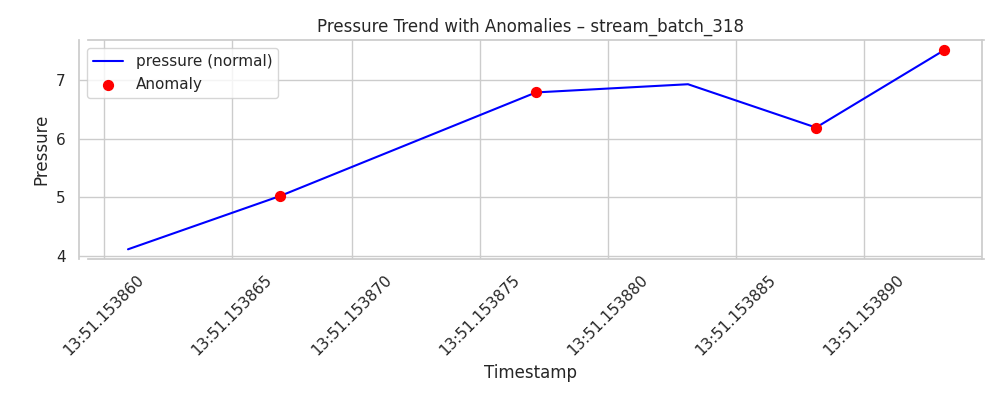 Pressure Trend with Anomalies – stream_batch_318
pressure (normal)
Anomaly
Pressure
7
6
5
4
13:51.153860
13:51.153865
13:51.153870
13:51.153875
13:51.153880
13:51.153885
13:51.153890
Timestamp